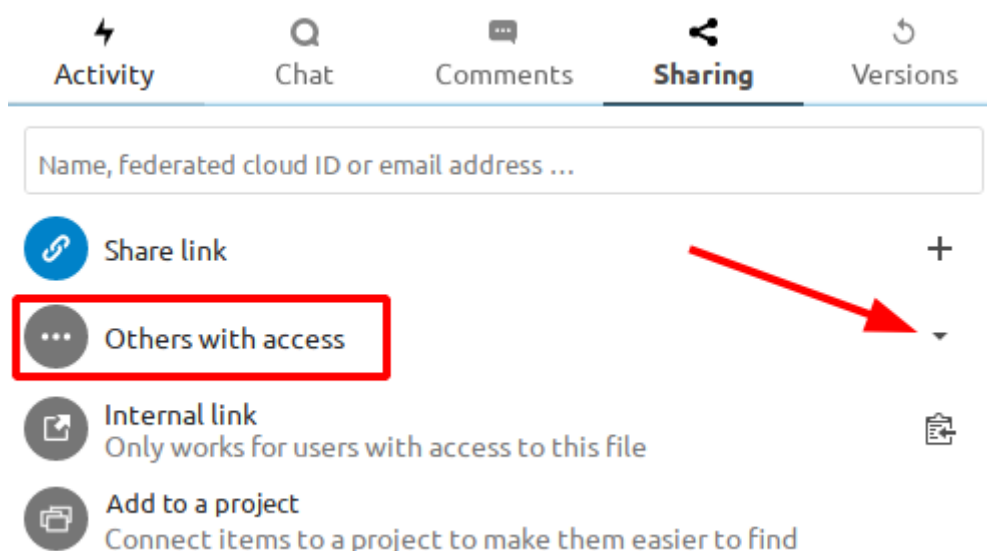 Activity Chat Comments Sharing Versions
Name, federated cloud ID or email address ...
Share link
Others with access
Internal link
Only works for users with access to this file
Add to a project
Connect items to a project to make them easier to find